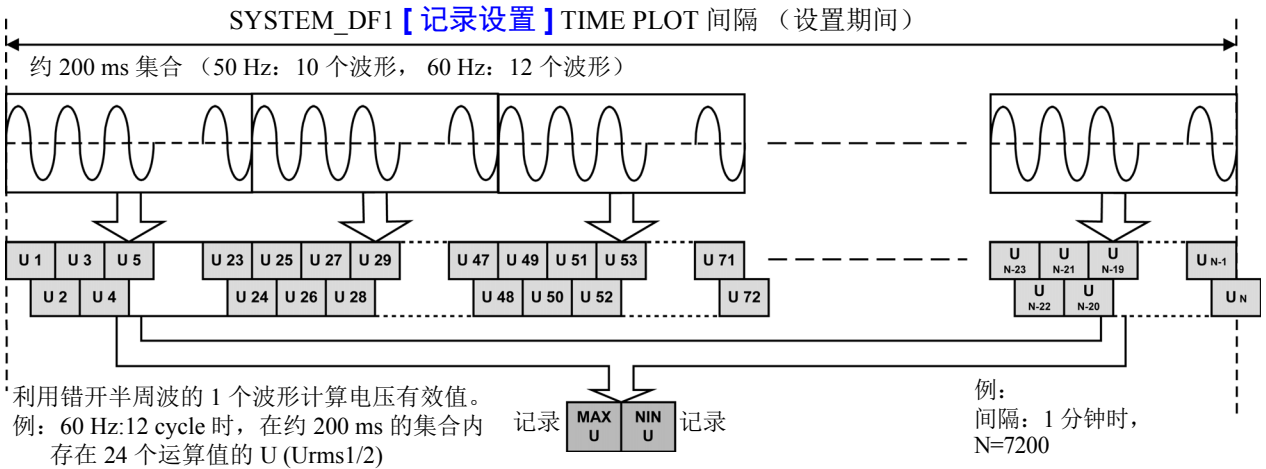 SYSTEM_DF1 [ 记录设置 ] TIME PLOT 间隔 （设置期间）
约 200 ms 集合 （50 Hz：10 个波形， 60 Hz：12 个波形）
U 1 U 3 U 5 U 23 U 25 U 27 U 29 U 47 U 49 U 51 U 53 U 71 U N-23 U N-21 U N-19 U N-1
U 2 U 4 U 24 U 26 U 28 U 48 U 50 U 52 U 72 U N-22 U N-20 U N
利用错开半周波的 1 个波形计算电压有效值。
例：60 Hz:12 cycle 时，在约 200 ms 的集合内
存在 24 个运算值的 U (Urms1/2)
记录 MAX U NIN U 记录
例：
间隔：1 分钟时，
N=7200